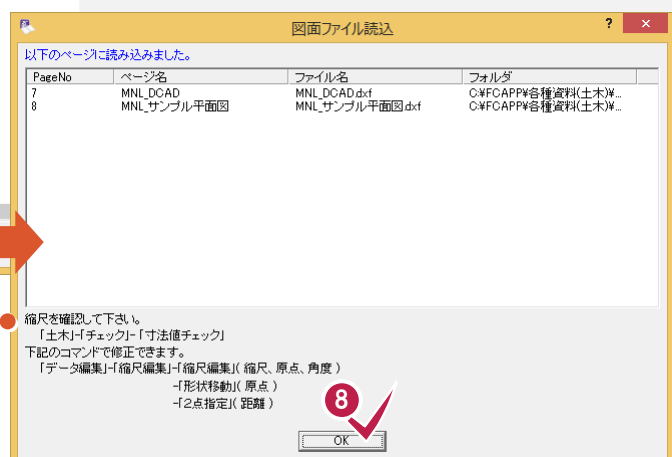 図面ファイル読込
? ×
以下のページに読み込みました。
PageNo ページ名 ファイル名 フォルダ
7 MNL_DCAD MNL_DCAD.dxf C:¥FCAPP¥各種資料(土木)¥...
8 MNL_サンプル平面図 MNL_サンプル平面図.dxf C:¥FCAPP¥各種資料(土木)¥...
縮尺を確認して下さい。
「土木」-「チェック」-「寸法値チェック」
下記のコマンドで修正できます。
「データ編集」-「縮尺編集」-「縮尺編集」( 縮尺、原点、角度 )
-「形状移動」( 原点 )
-「2点指定」( 距離 )
8
OK